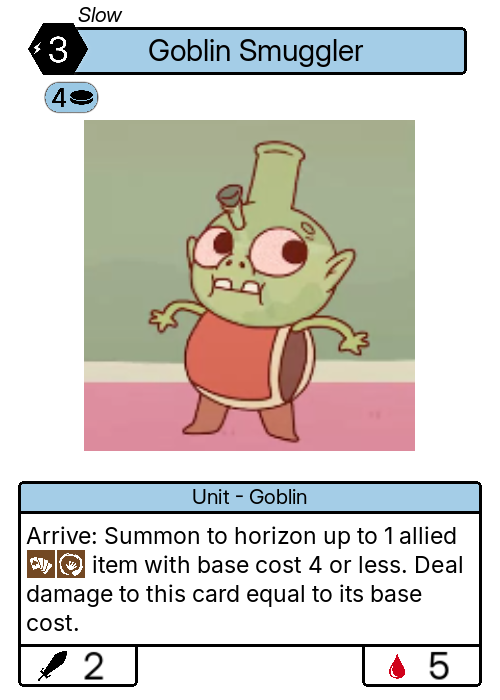 Slow
3
Goblin Smuggler
4
Unit - Goblin
Arrive: Summon to horizon up to 1 allied
item with base cost 4 or less. Deal
damage to this card equal to its base
cost.
2
5